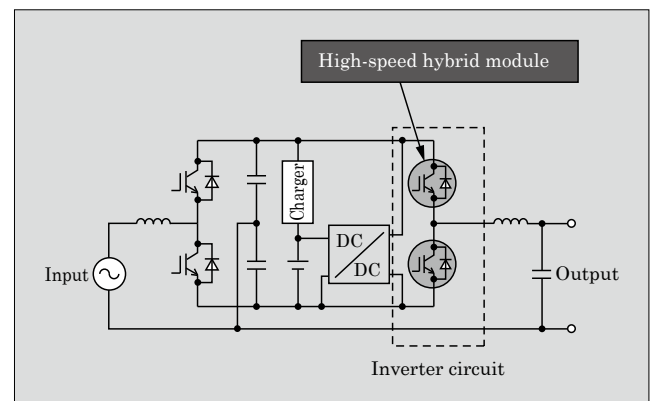 High-speed hybrid module
Charger
DC
DC
Input
Output
Inverter circuit